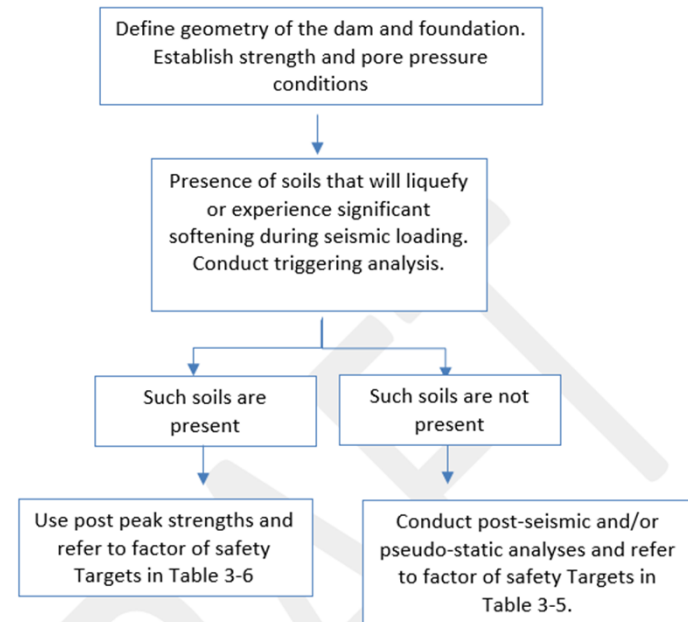 Define geometry of the dam and foundation.
Establish strength and pore pressure
conditions
Presence of soils that will liquefy
or experience significant
softening during seismic loading.
Conduct triggering analysis.
Such soils are
present
Such soils are not
present
Use post peak strengths and
refer to factor of safety
Targets in Table 3-6
Conduct post-seismic and/or
pseudo-static analyses and refer
to factor of safety Targets in
Table 3-5.